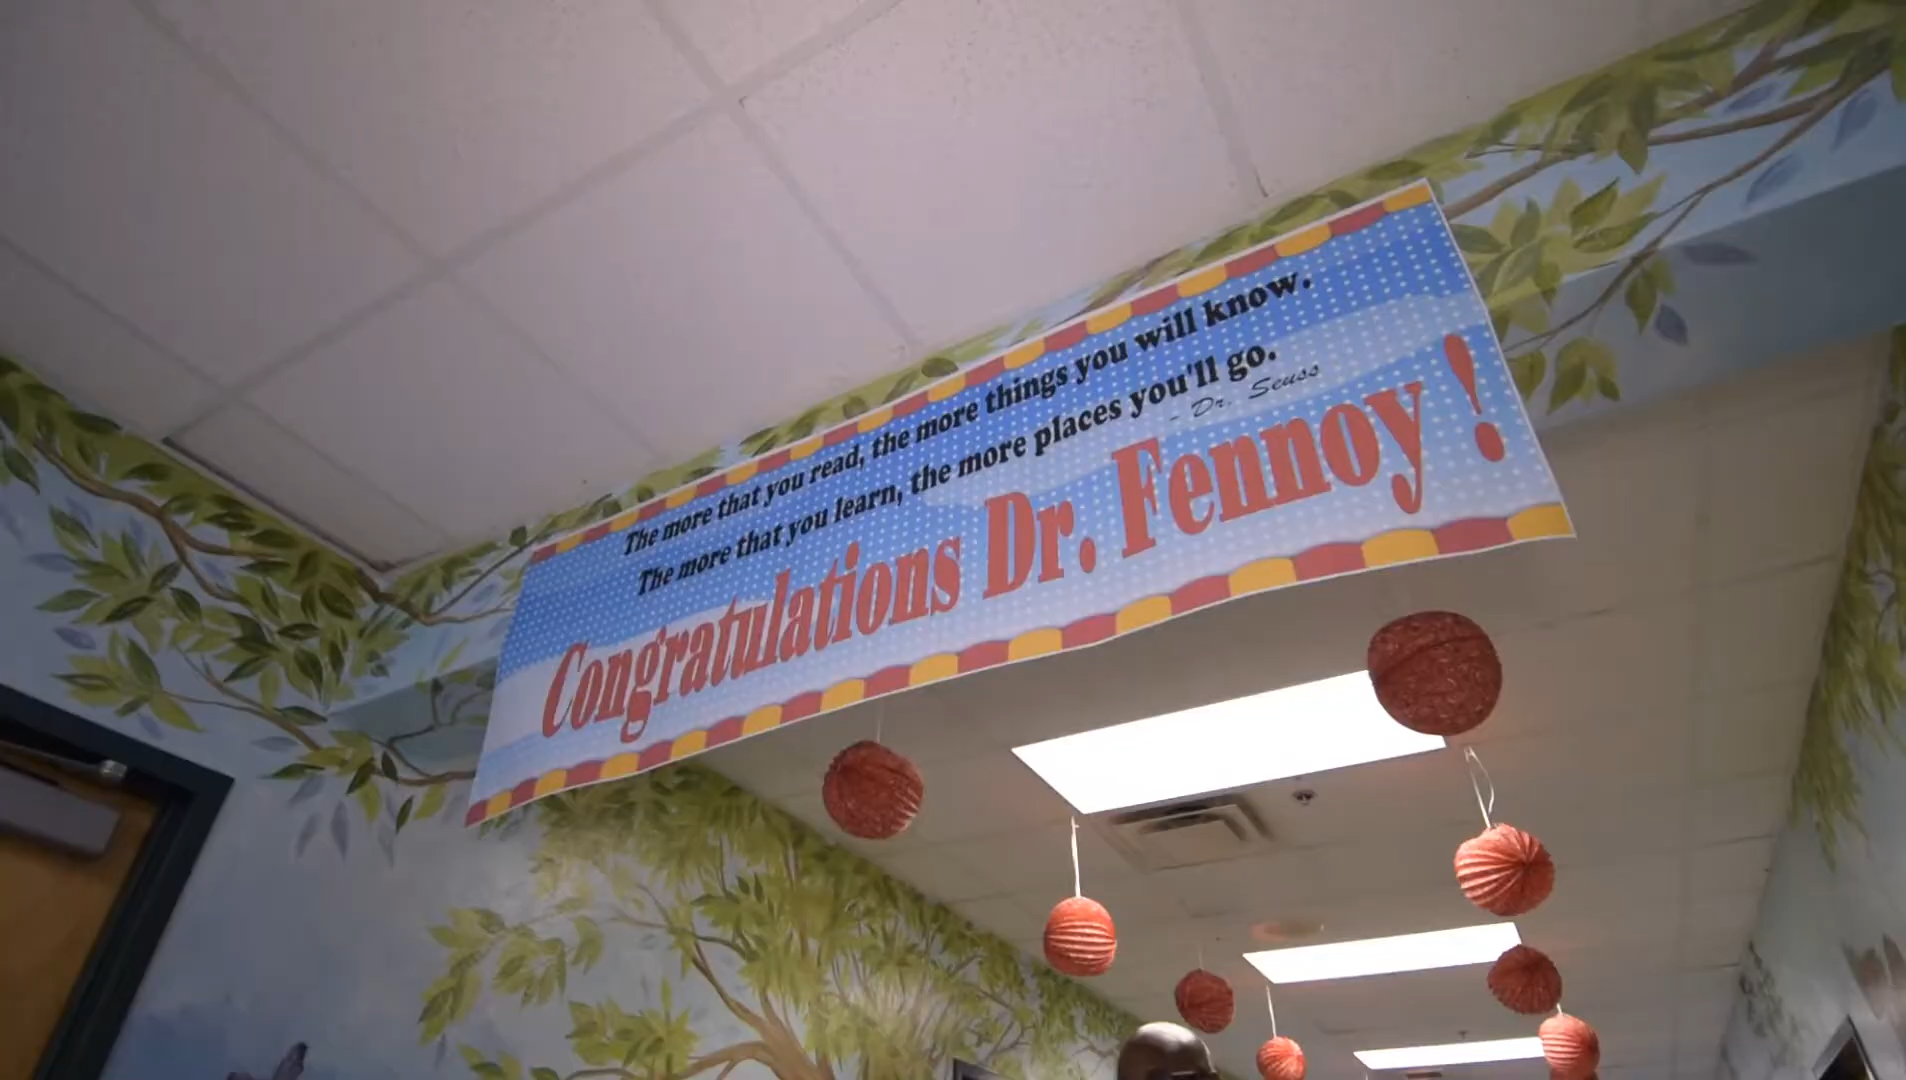 The more that you read, the more things you will know.
The more that you learn, the more places you'll go.
- Dr. Seuss
Congratulations Dr. Fennoy !